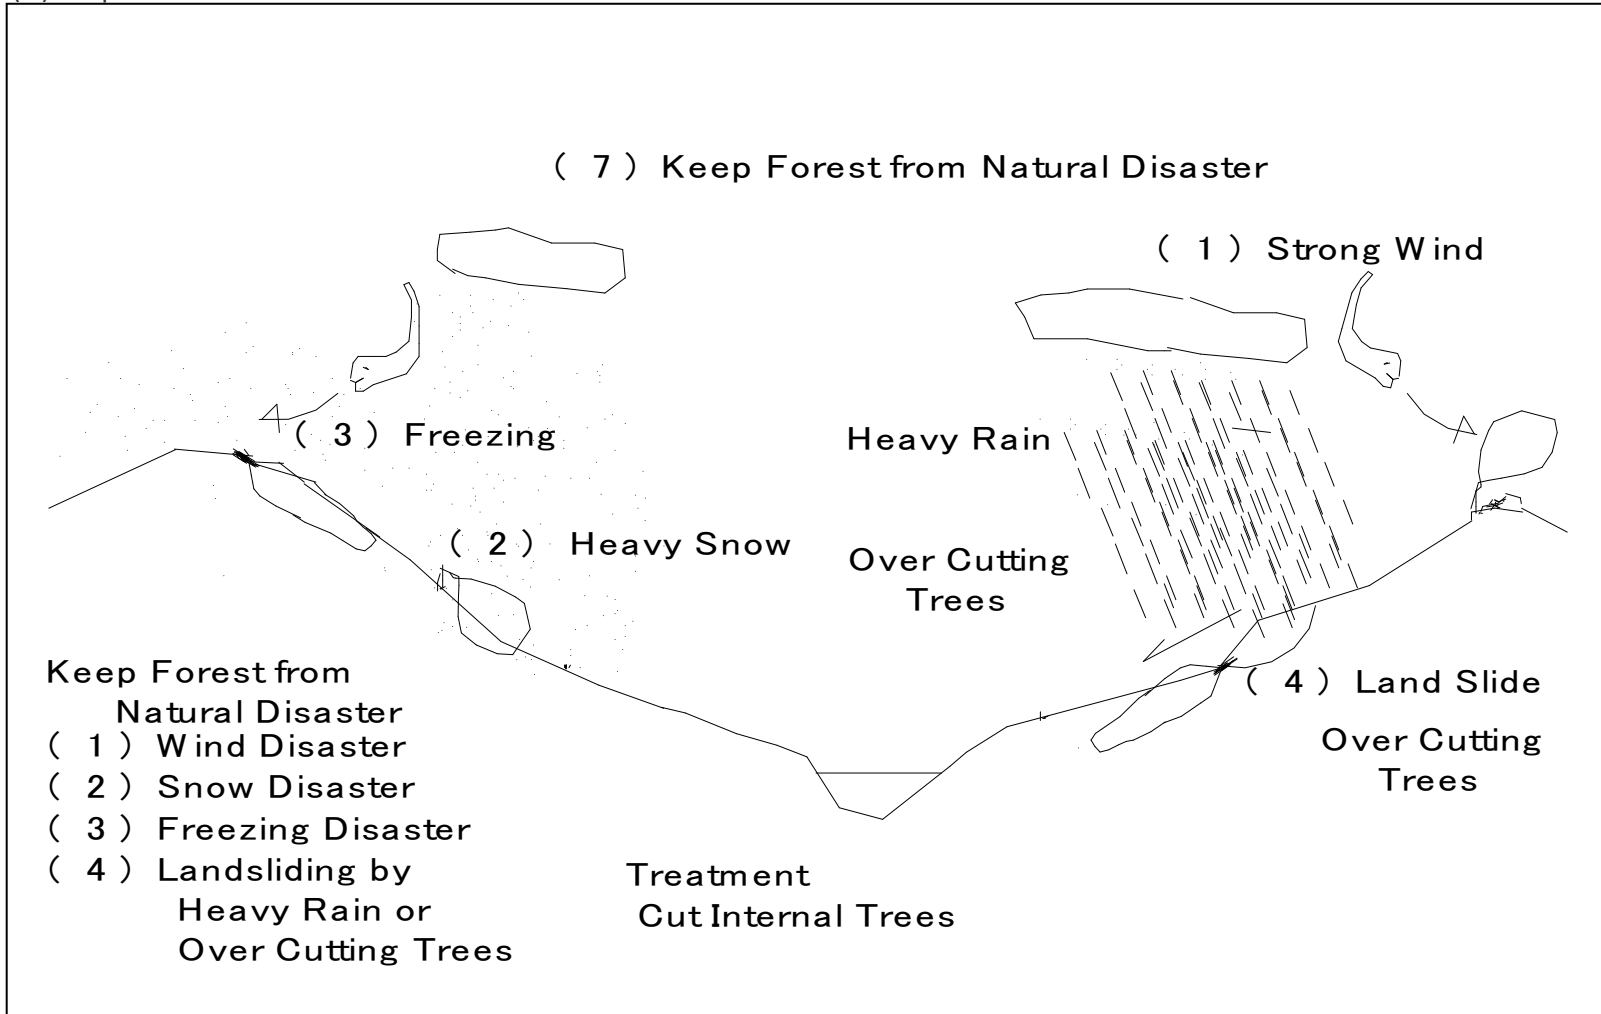 ( 7 ) Keep Forest from Natural Disaster
( 1 ) Strong Wind
( 3 ) Freezing
Heavy Rain
( 2 ) Heavy Snow
Over Cutting
Trees
Keep Forest from
Natural Disaster
( 1 ) Wind Disaster
( 2 ) Snow Disaster
( 3 ) Freezing Disaster
( 4 ) Landsliding by
Heavy Rain or
Over Cutting Trees
( 4 ) Land Slide
Over Cutting
Trees
Treatment
Cut Internal Trees